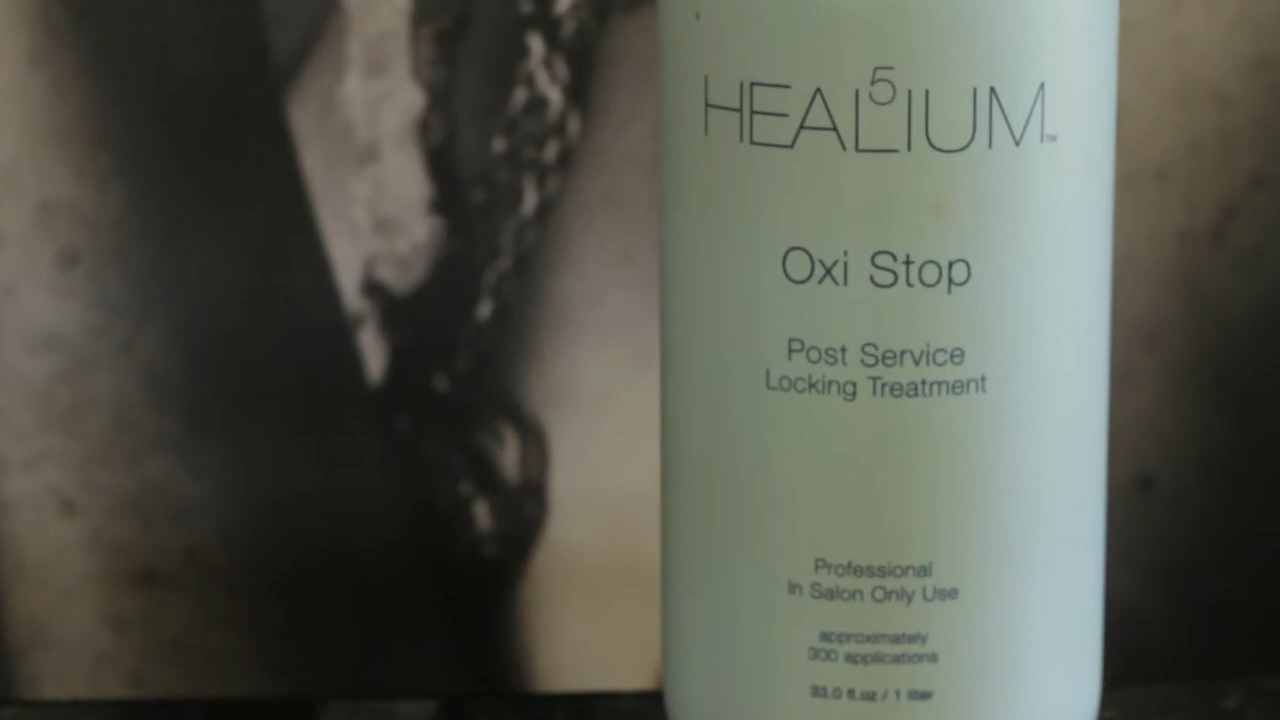 HEAL5IUM™
Oxi Stop
Post Service
Locking Treatment
Professional
In Salon Only Use
approximately
300 applications
33.0 fl.oz / 1 liter